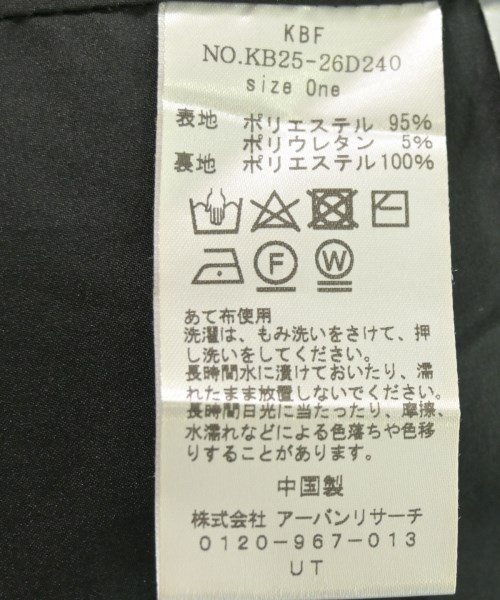 KBF
NO.KB25-26D240
size One
表地 ポリエステル 95%
ポリウレタン 5%
裏地 ポリエステル100%
F W
あて布使用
洗濯は、もみ洗いをさけて、押
し洗いをしてください。
長時間水に漬けておいたり、濡
れたまま放置しないでください。
長時間日光に当たったり、摩擦、
水濡れなどによる色落ちや色移
りすることがあります。
中国製
株式会社 アーバンリサーチ
0120-967-013
UT